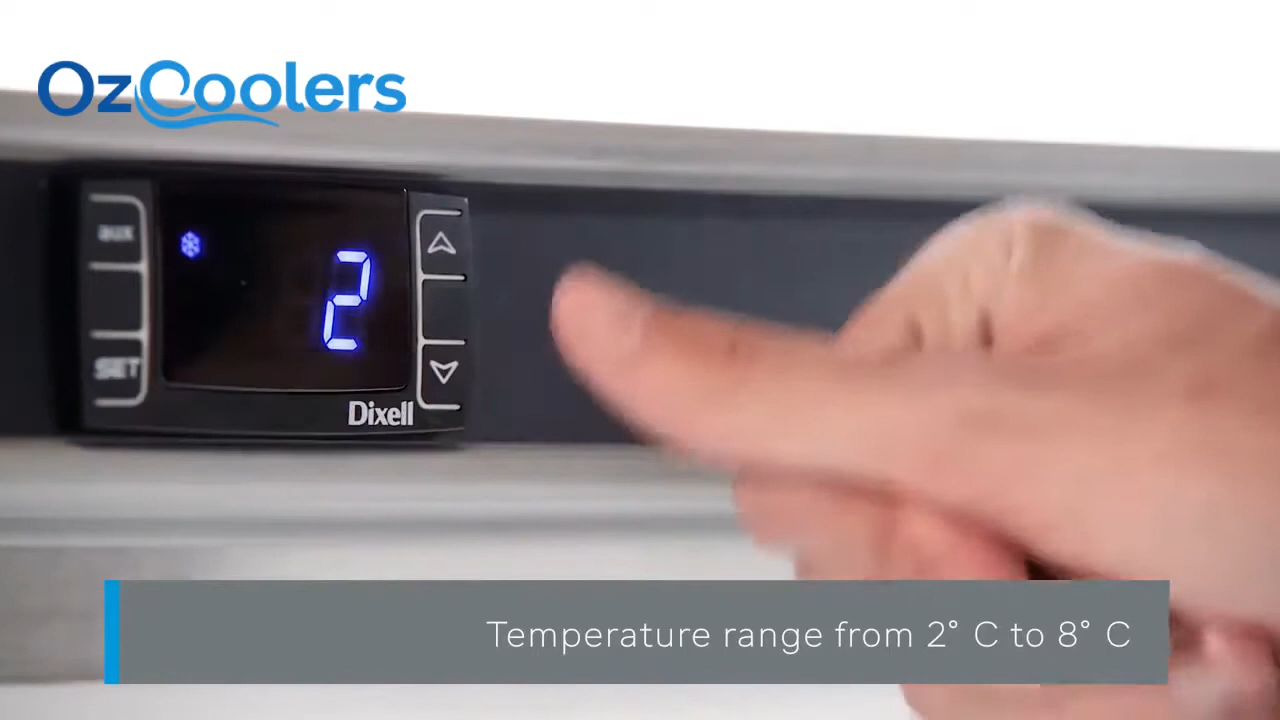 OzCoolers
aux
2
SET
Dixell
Temperature range from 2° C to 8° C